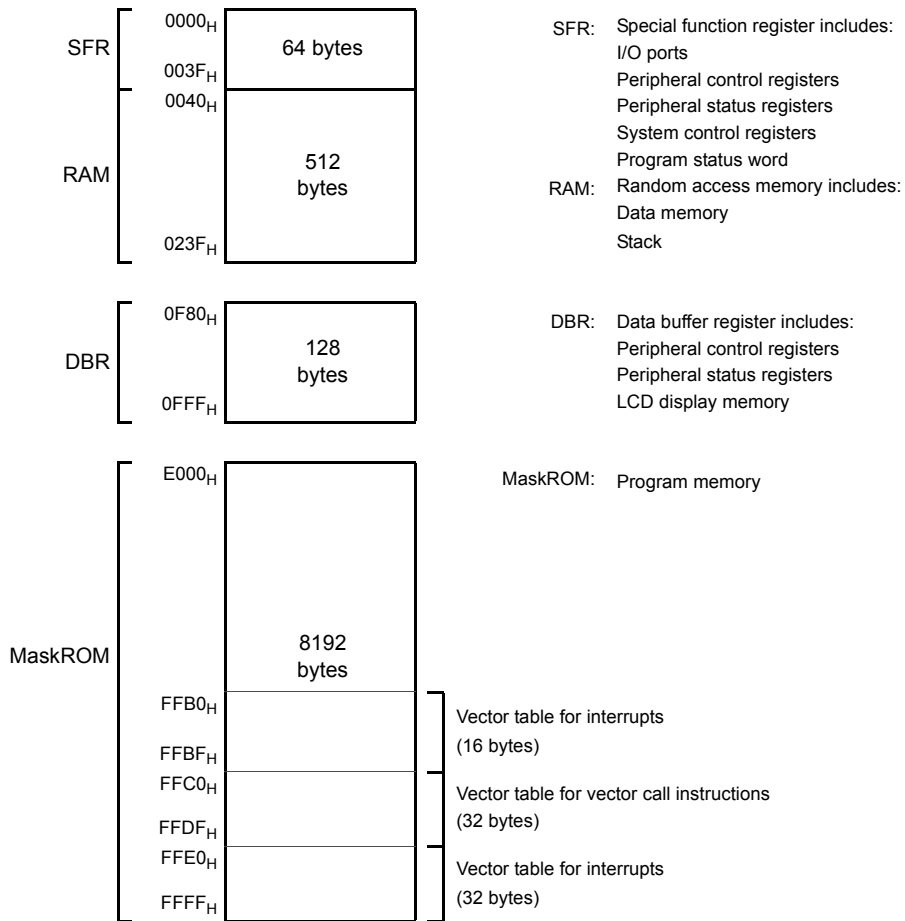 SFR
0000H
64 bytes
003FH
RAM
0040H
512
bytes
023FH
SFR: Special function register includes:
I/O ports
Peripheral control registers
Peripheral status registers
System control registers
Program status word
RAM: Random access memory includes:
Data memory
Stack
DBR
0F80H
128
bytes
0FFFH
DBR: Data buffer register includes:
Peripheral control registers
Peripheral status registers
LCD display memory
MaskROM
E000H
8192
bytes
MaskROM: Program memory
FFB0H
FFBFH
Vector table for interrupts
(16 bytes)
FFC0H
FFDFH
Vector table for vector call instructions
(32 bytes)
FFE0H
FFFFH
Vector table for interrupts
(32 bytes)